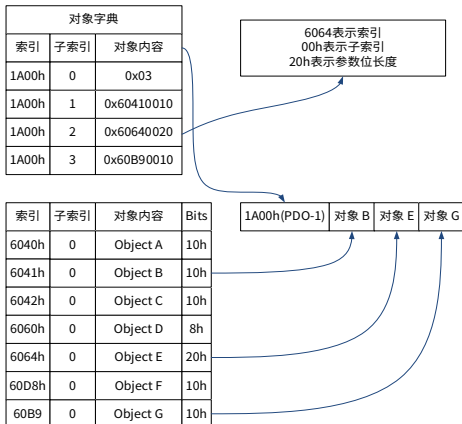 对象字典
索引 子索引 对象内容
1A00h 0 0x03
1A00h 1 0x60410010
1A00h 2 0x60640020
1A00h 3 0x60B90010
6064表示索引
00h表示子索引
20h表示参数位长度
索引 子索引 对象内容 Bits
6040h 0 Object A 10h
6041h 0 Object B 10h
6042h 0 Object C 10h
6060h 0 Object D 8h
6064h 0 Object E 20h
60D8h 0 Object F 10h
60B9 0 Object G 10h
1A00h(PDO-1) 对象 B 对象 E 对象 G